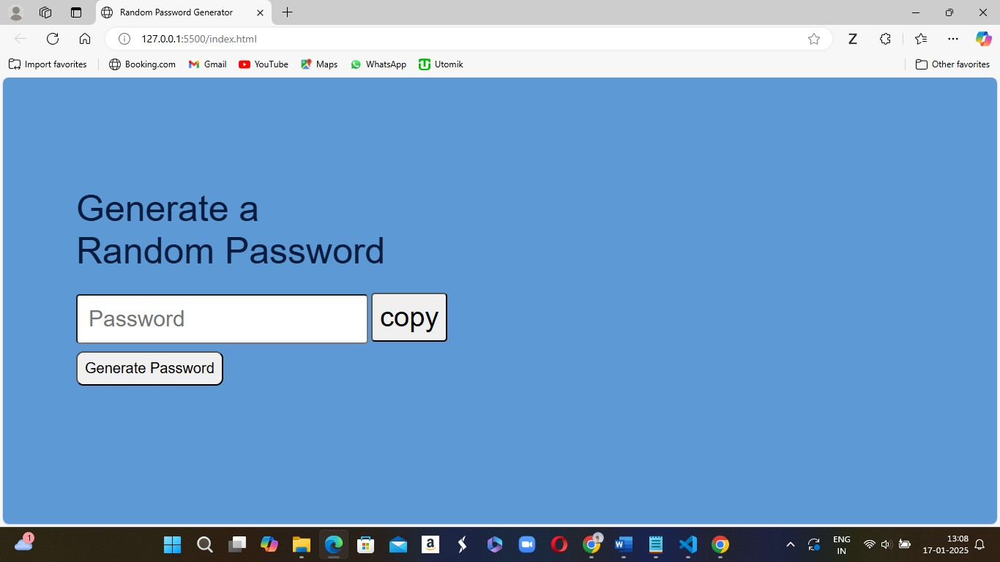 Random Password Generator
127.0.0.1:5500/index.html
Z
Import favorites Booking.com Gmail YouTube Maps WhatsApp Utomik Other favorites
Generate a
Random Password
Password copy
Generate Password
1
a
W
ENG
IN
13:08
17-01-2025